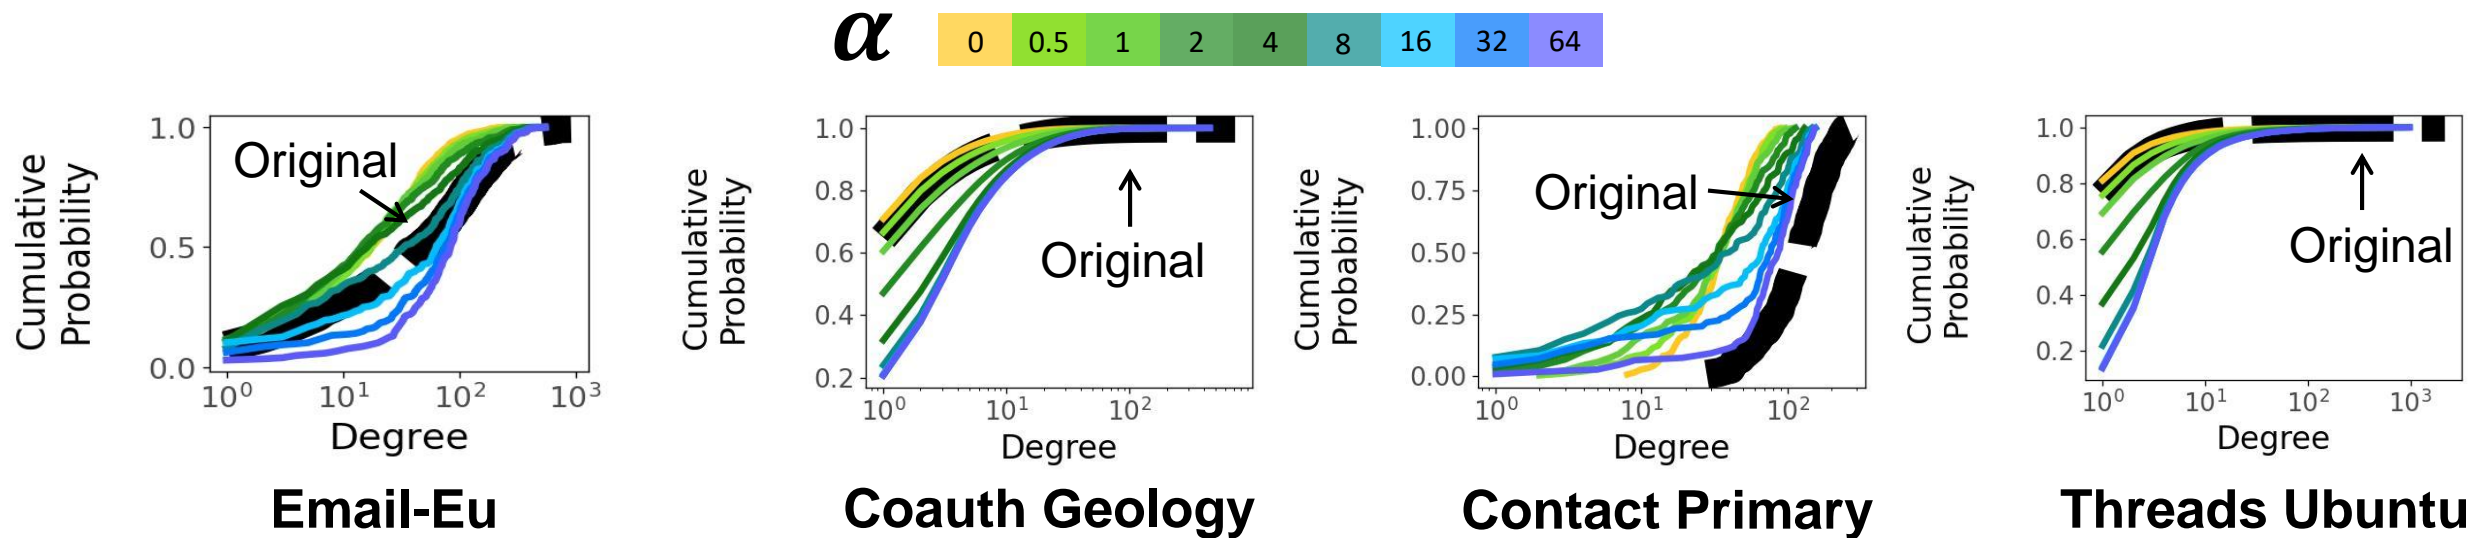 α 0 0.5 1 2 4 8 16 32 64
Cumulative
Probability
1.0
0.5
0.0
Original
10⁰ 10¹ 10² 10³
Degree
Email-Eu
Cumulative
Probability
1.0
0.8
0.6
0.4
0.2
Original
10⁰ 10¹ 10²
Degree
Coauth Geology
Cumulative
Probability
1.00
0.75
0.50
0.25
0.00
Original
10⁰ 10¹ 10²
Degree
Contact Primary
Cumulative
Probability
1.0
0.8
0.6
0.4
0.2
Original
10⁰ 10¹ 10² 10³
Degree
Threads Ubuntu